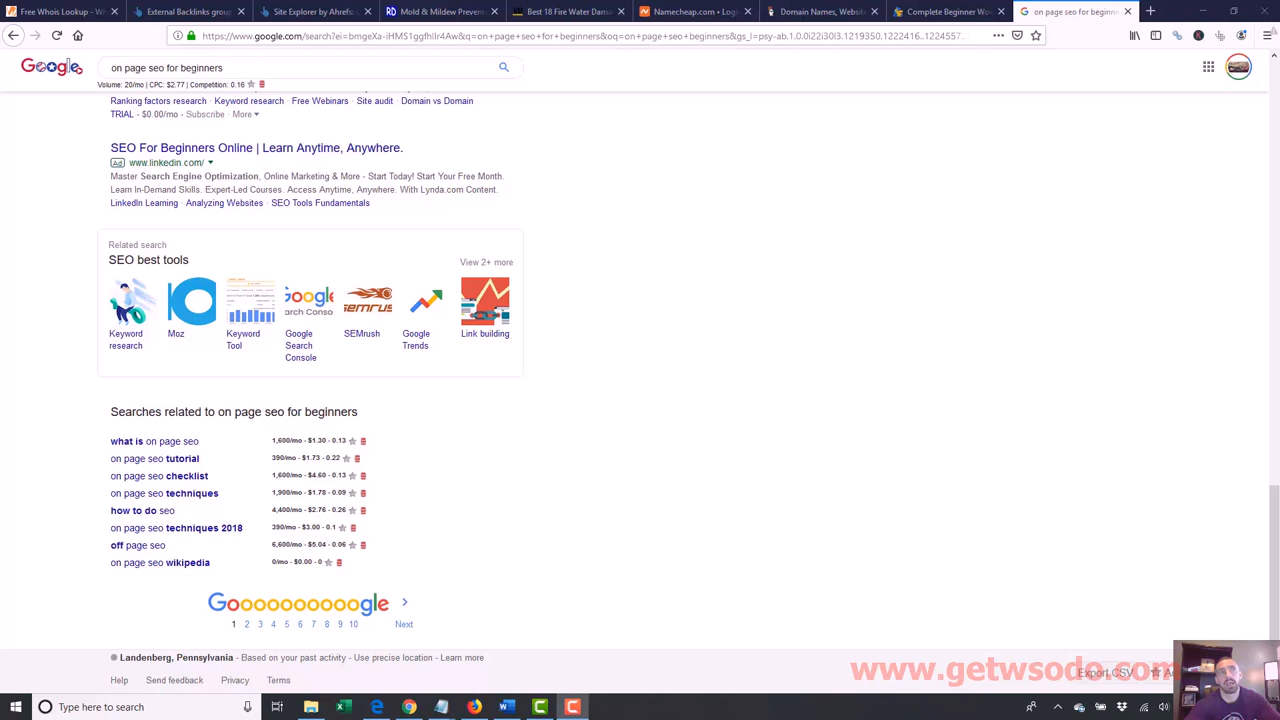 Free Whois Lookup - W
External Backlinks group
Site Explorer by Ahrefs
Mold & Mildew Preven
Best 18 Fire Water Dama
Namecheap.com • Login
Domain Names, Website
Complete Beginner Wo
on page seo for beginner
https://www.google.com/search?ei=bmgeXa-iHMS1ggfhlIr4Aw&q=on+page+seo+for+beginners&oq=on+page+seo+beginners&gs_l=psy-ab.1.0.0i22i30l3.1219350.1222416..1224557...
Google
on page seo for beginners
Volume: 20/mo | CPC: $2.77 | Competition: 0.16
Ranking factors research · Keyword research · Free Webinars · Site audit · Domain vs Domain
TRIAL - $0.00/mo - Subscribe · More
SEO For Beginners Online | Learn Anytime, Anywhere.
Ad www.linkedin.com/
Master Search Engine Optimization, Online Marketing & More - Start Today! Start Your Free Month.
Learn In-Demand Skills. Expert-Led Courses. Access Anytime, Anywhere. With Lynda.com Content.
LinkedIn Learning · Analyzing Websites · SEO Tools Fundamentals
Related search
SEO best tools
View 2+ more
Keyword research
Moz
Keyword Tool
Google Search Console
SEMrush
Google Trends
Link building
Searches related to on page seo for beginners
what is on page seo 1,600/mo - $1.30 - 0.13
on page seo tutorial 390/mo - $1.73 - 0.22
on page seo checklist 1,600/mo - $4.60 - 0.13
on page seo techniques 1,900/mo - $1.78 - 0.09
how to do seo 4,400/mo - $2.76 - 0.26
on page seo techniques 2018 390/mo - $3.00 - 0.1
off page seo 6,600/mo - $5.04 - 0.06
on page seo wikipedia 0/mo - $0.00 - 0
Goooooooooogle
1 2 3 4 5 6 7 8 9 10 Next
Landenberg, Pennsylvania - Based on your past activity - Use precise location - Learn more
www.getwsodo.com
Export CSV
Help Send feedback Privacy Terms
Type here to search